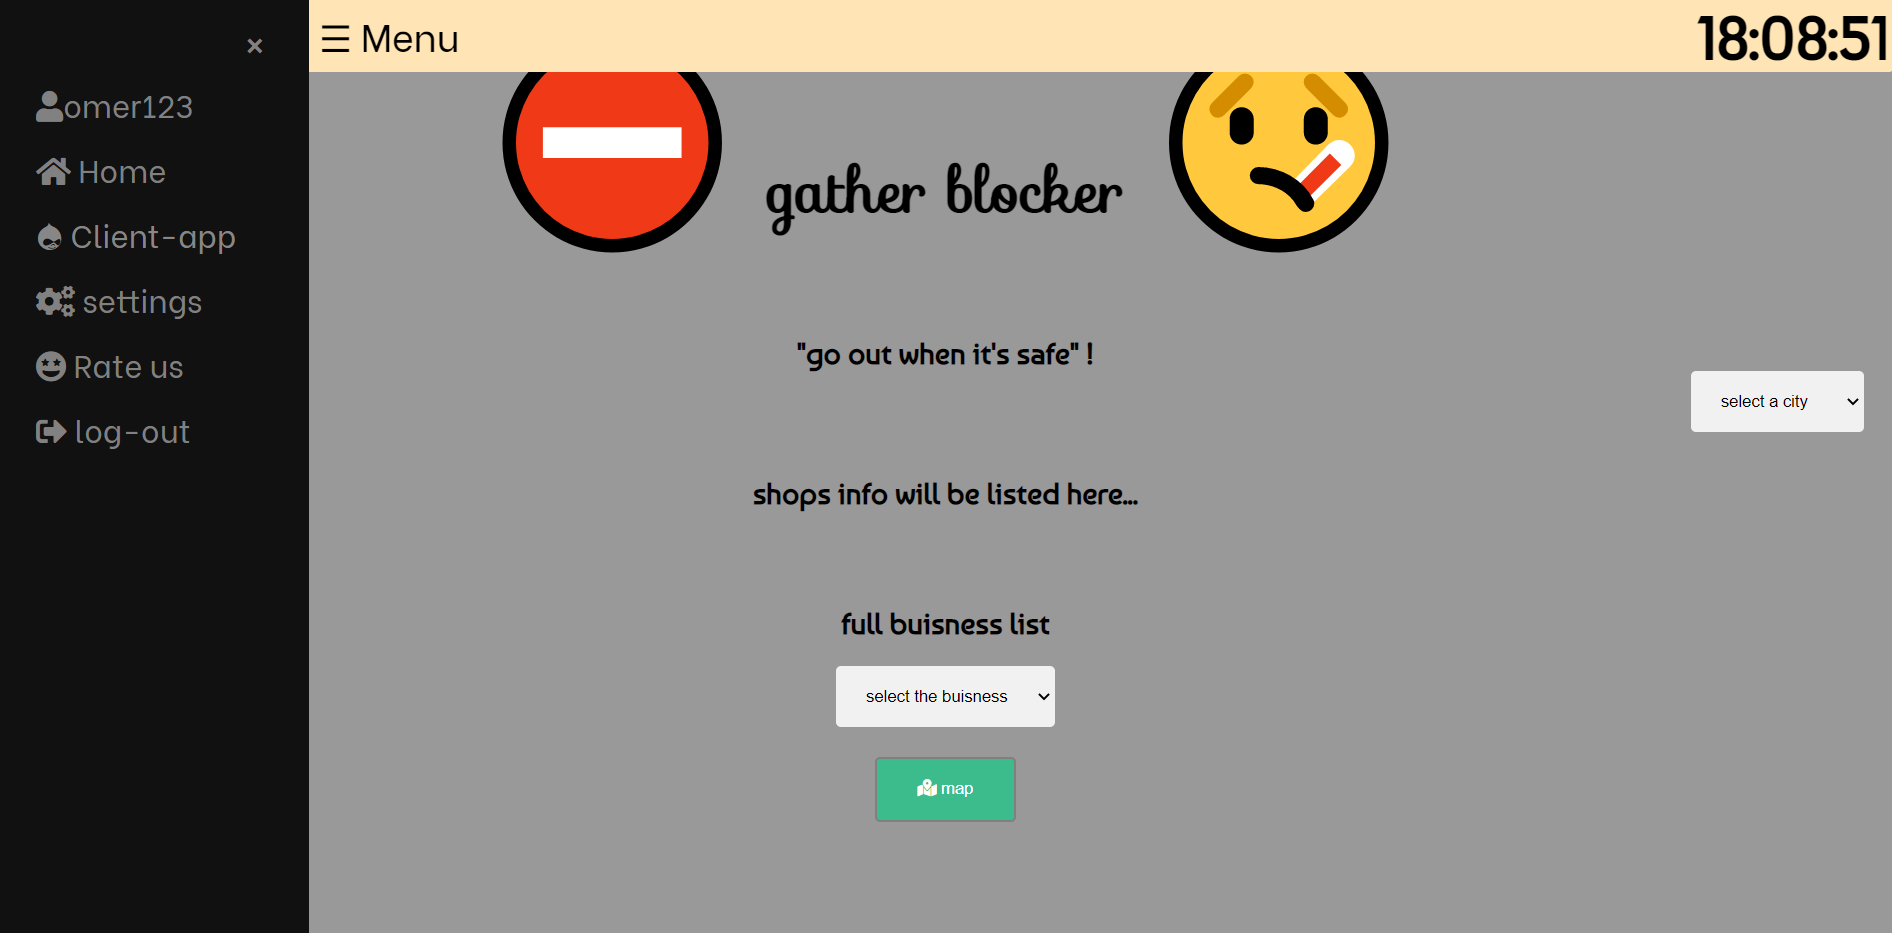 ×
omer123
Home
Client-app
settings
Rate us
log-out
☰ Menu
18:08:51
gather blocker
"go out when it's safe" !
select a city
shops info will be listed here...
full buisness list
select the buisness
map